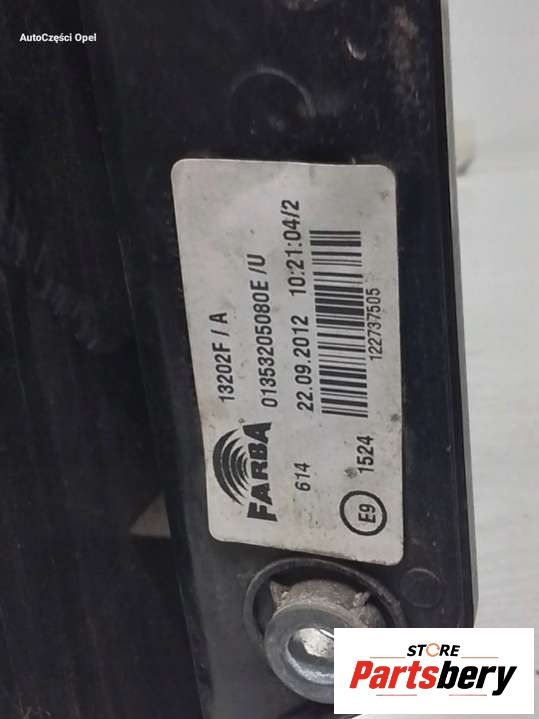 AutoCzęści Opel
13202F / A
01353205080E /U
22.09.2012 10:21:04/2
122737505
FARBA
614
E9
1524
STORE
Partsbery